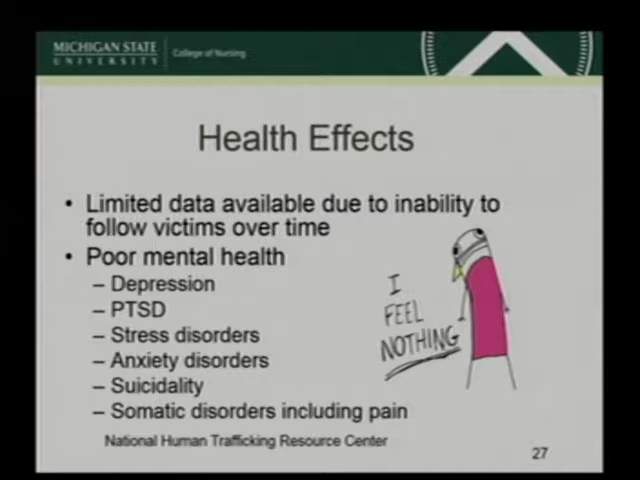 MICHIGAN STATE
UNIVERSITY
College of Nursing
Health Effects
• Limited data available due to inability to
follow victims over time
• Poor mental health
– Depression
– PTSD
– Stress disorders
– Anxiety disorders
– Suicidality
– Somatic disorders including pain
I
FEEL
NOTHING
National Human Trafficking Resource Center
27